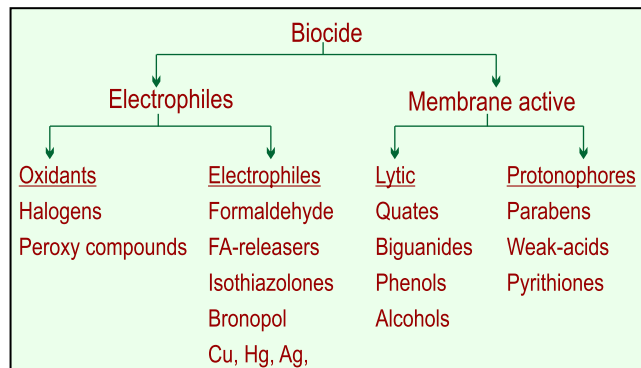 Biocide
Electrophiles
Membrane active
Oxidants
Halogens
Peroxy compounds
Electrophiles
Formaldehyde
FA-releasers
Isothiazolones
Bronopol
Cu, Hg, Ag,
Lytic
Quates
Biguanides
Phenols
Alcohols
Protonophores
Parabens
Weak-acids
Pyrithiones